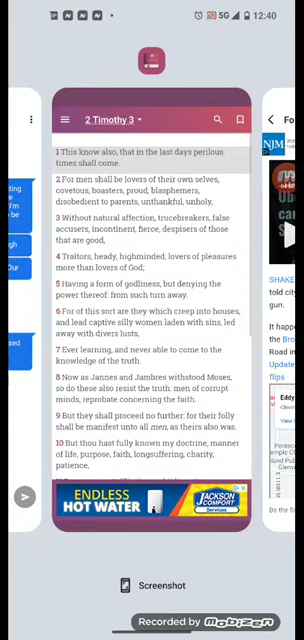 5G 12:40
2 Timothy 3
1 This know also, that in the last days perilous
times shall come.
2 For men shall be lovers of their own selves,
covetous, boasters, proud, blasphemers,
disobedient to parents, unthankful, unholy,
3 Without natural affection, trucebreakers, false
accusers, incontinent, fierce, despisers of those
that are good,
4 Traitors, heady, highminded, lovers of pleasures
more than lovers of God;
5 Having a form of godliness, but denying the
power thereof: from such turn away.
6 For of this sort are they which creep into houses,
and lead captive silly women laden with sins, led
away with divers lusts,
7 Ever learning, and never able to come to the
knowledge of the truth.
8 Now as Jannes and Jambres withstood Moses,
so do these also resist the truth: men of corrupt
minds, reprobate concerning the faith.
9 But they shall proceed no further: for their folly
shall be manifest unto all men, as theirs also was.
10 But thou hast fully known my doctrine, manner
of life, purpose, faith, longsuffering, charity,
patience,
ENDLESS
HOT WATER
JACKSON
COMFORT
Services
Screenshot
Recorded by Mobizen
Our
Fo
NJM
SHAKE
told cit
gun.
It happe
the Bro
Road in
Update
flips
Eddy
Cleve
View l
Penteco
Be the fi